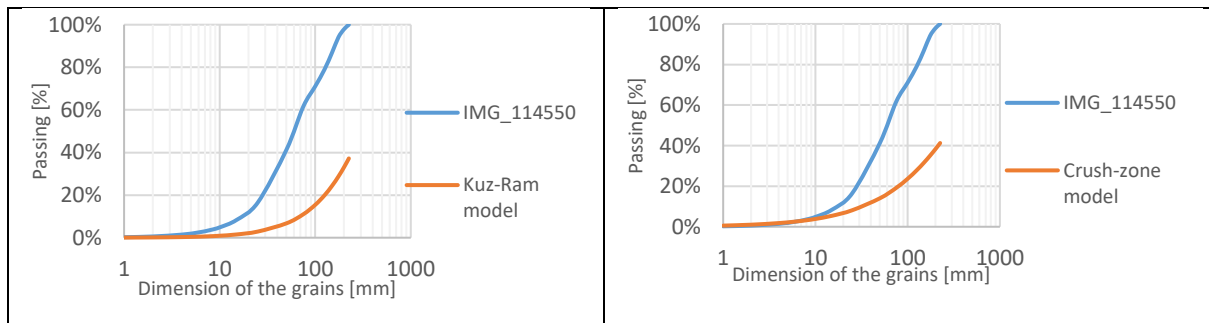 100%
80%
60%
40%
20%
0%
Passing [%]
1 10 100 1000
Dimension of the grains [mm]
IMG_114550
Kuz-Ram
model
100%
80%
60%
40%
20%
0%
Passing [%]
1 10 100 1000
Dimension of the grains [mm]
IMG_114550
Crush-zone
model